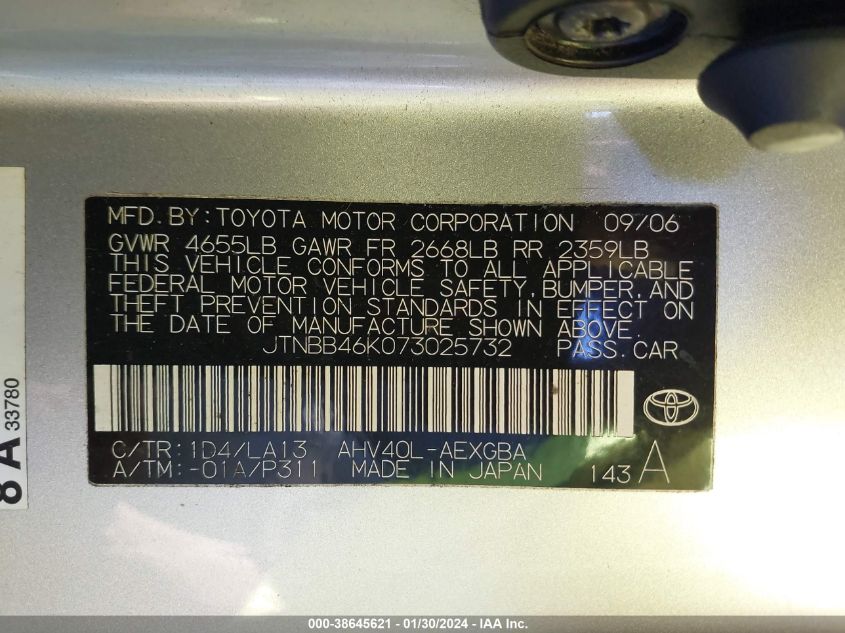 MFD.BY:TOYOTA MOTOR CORPORATION 09/06
GVWR 4655LB GAWR FR 2668LB RR 2359LB
THIS VEHICLE CONFORMS TO ALL APPLICABLE
FEDERAL MOTOR VEHICLE SAFETY,BUMPER,AND
THEFT PREVENTION STANDARDS IN EFFECT ON
THE DATE OF MANUFACTURE SHOWN ABOVE.
JTNBB46K073025732 PASS.CAR
C/TR:1D4/LA13 AHV40L-AEXGBA
A/TM:-01A/P311 MADE IN JAPAN 143 A
8 A 33780
000-38645621 - 01/30/2024 - IAA Inc.